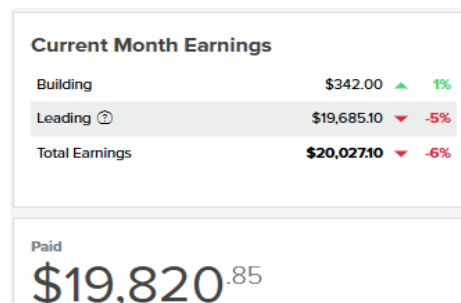 Current Month Earnings
Building $342.00 ▲ 1%
Leading ? $19,685.10 ▼ -5%
Total Earnings $20,027.10 ▼ -6%
Paid
$19,820.85